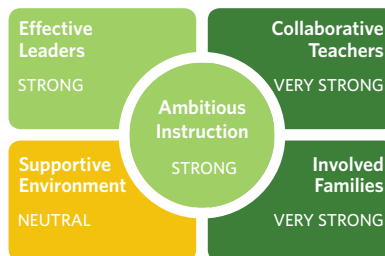 Effective
Leaders
STRONG
Collaborative
Teachers
VERY STRONG
Ambitious
Instruction
STRONG
Supportive
Environment
NEUTRAL
Involved
Families
VERY STRONG